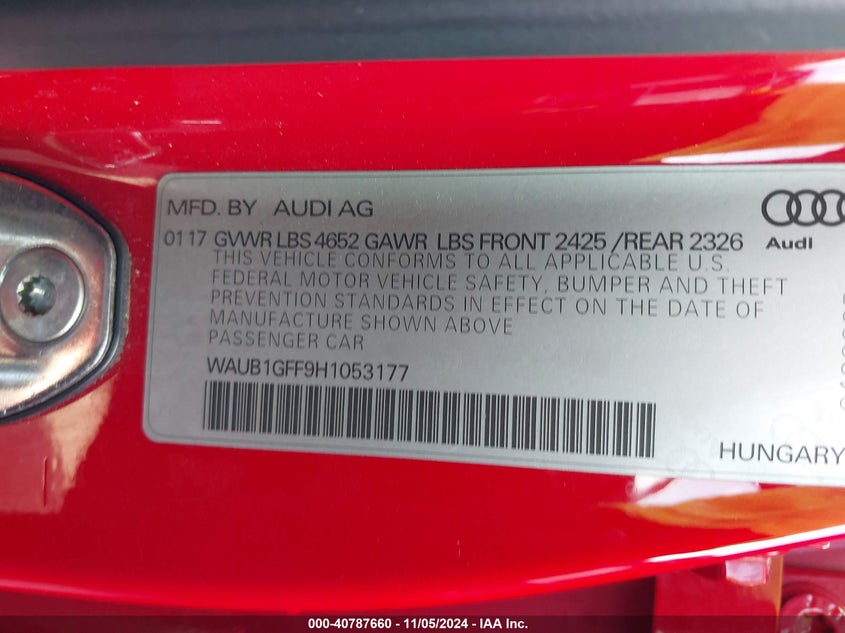 MFD. BY AUDI AG
0117 GVWR LBS 4652 GAWR LBS FRONT 2425 /REAR 2326
Audi
THIS VEHICLE CONFORMS TO ALL APPLICABLE U.S.
FEDERAL MOTOR VEHICLE SAFETY, BUMPER AND THEFT
PREVENTION STANDARDS IN EFFECT ON THE DATE OF
MANUFACTURE SHOWN ABOVE
PASSENGER CAR
WAUB1GFF9H1053177
HUNGARY
000-40787660 - 11/05/2024 - IAA Inc.